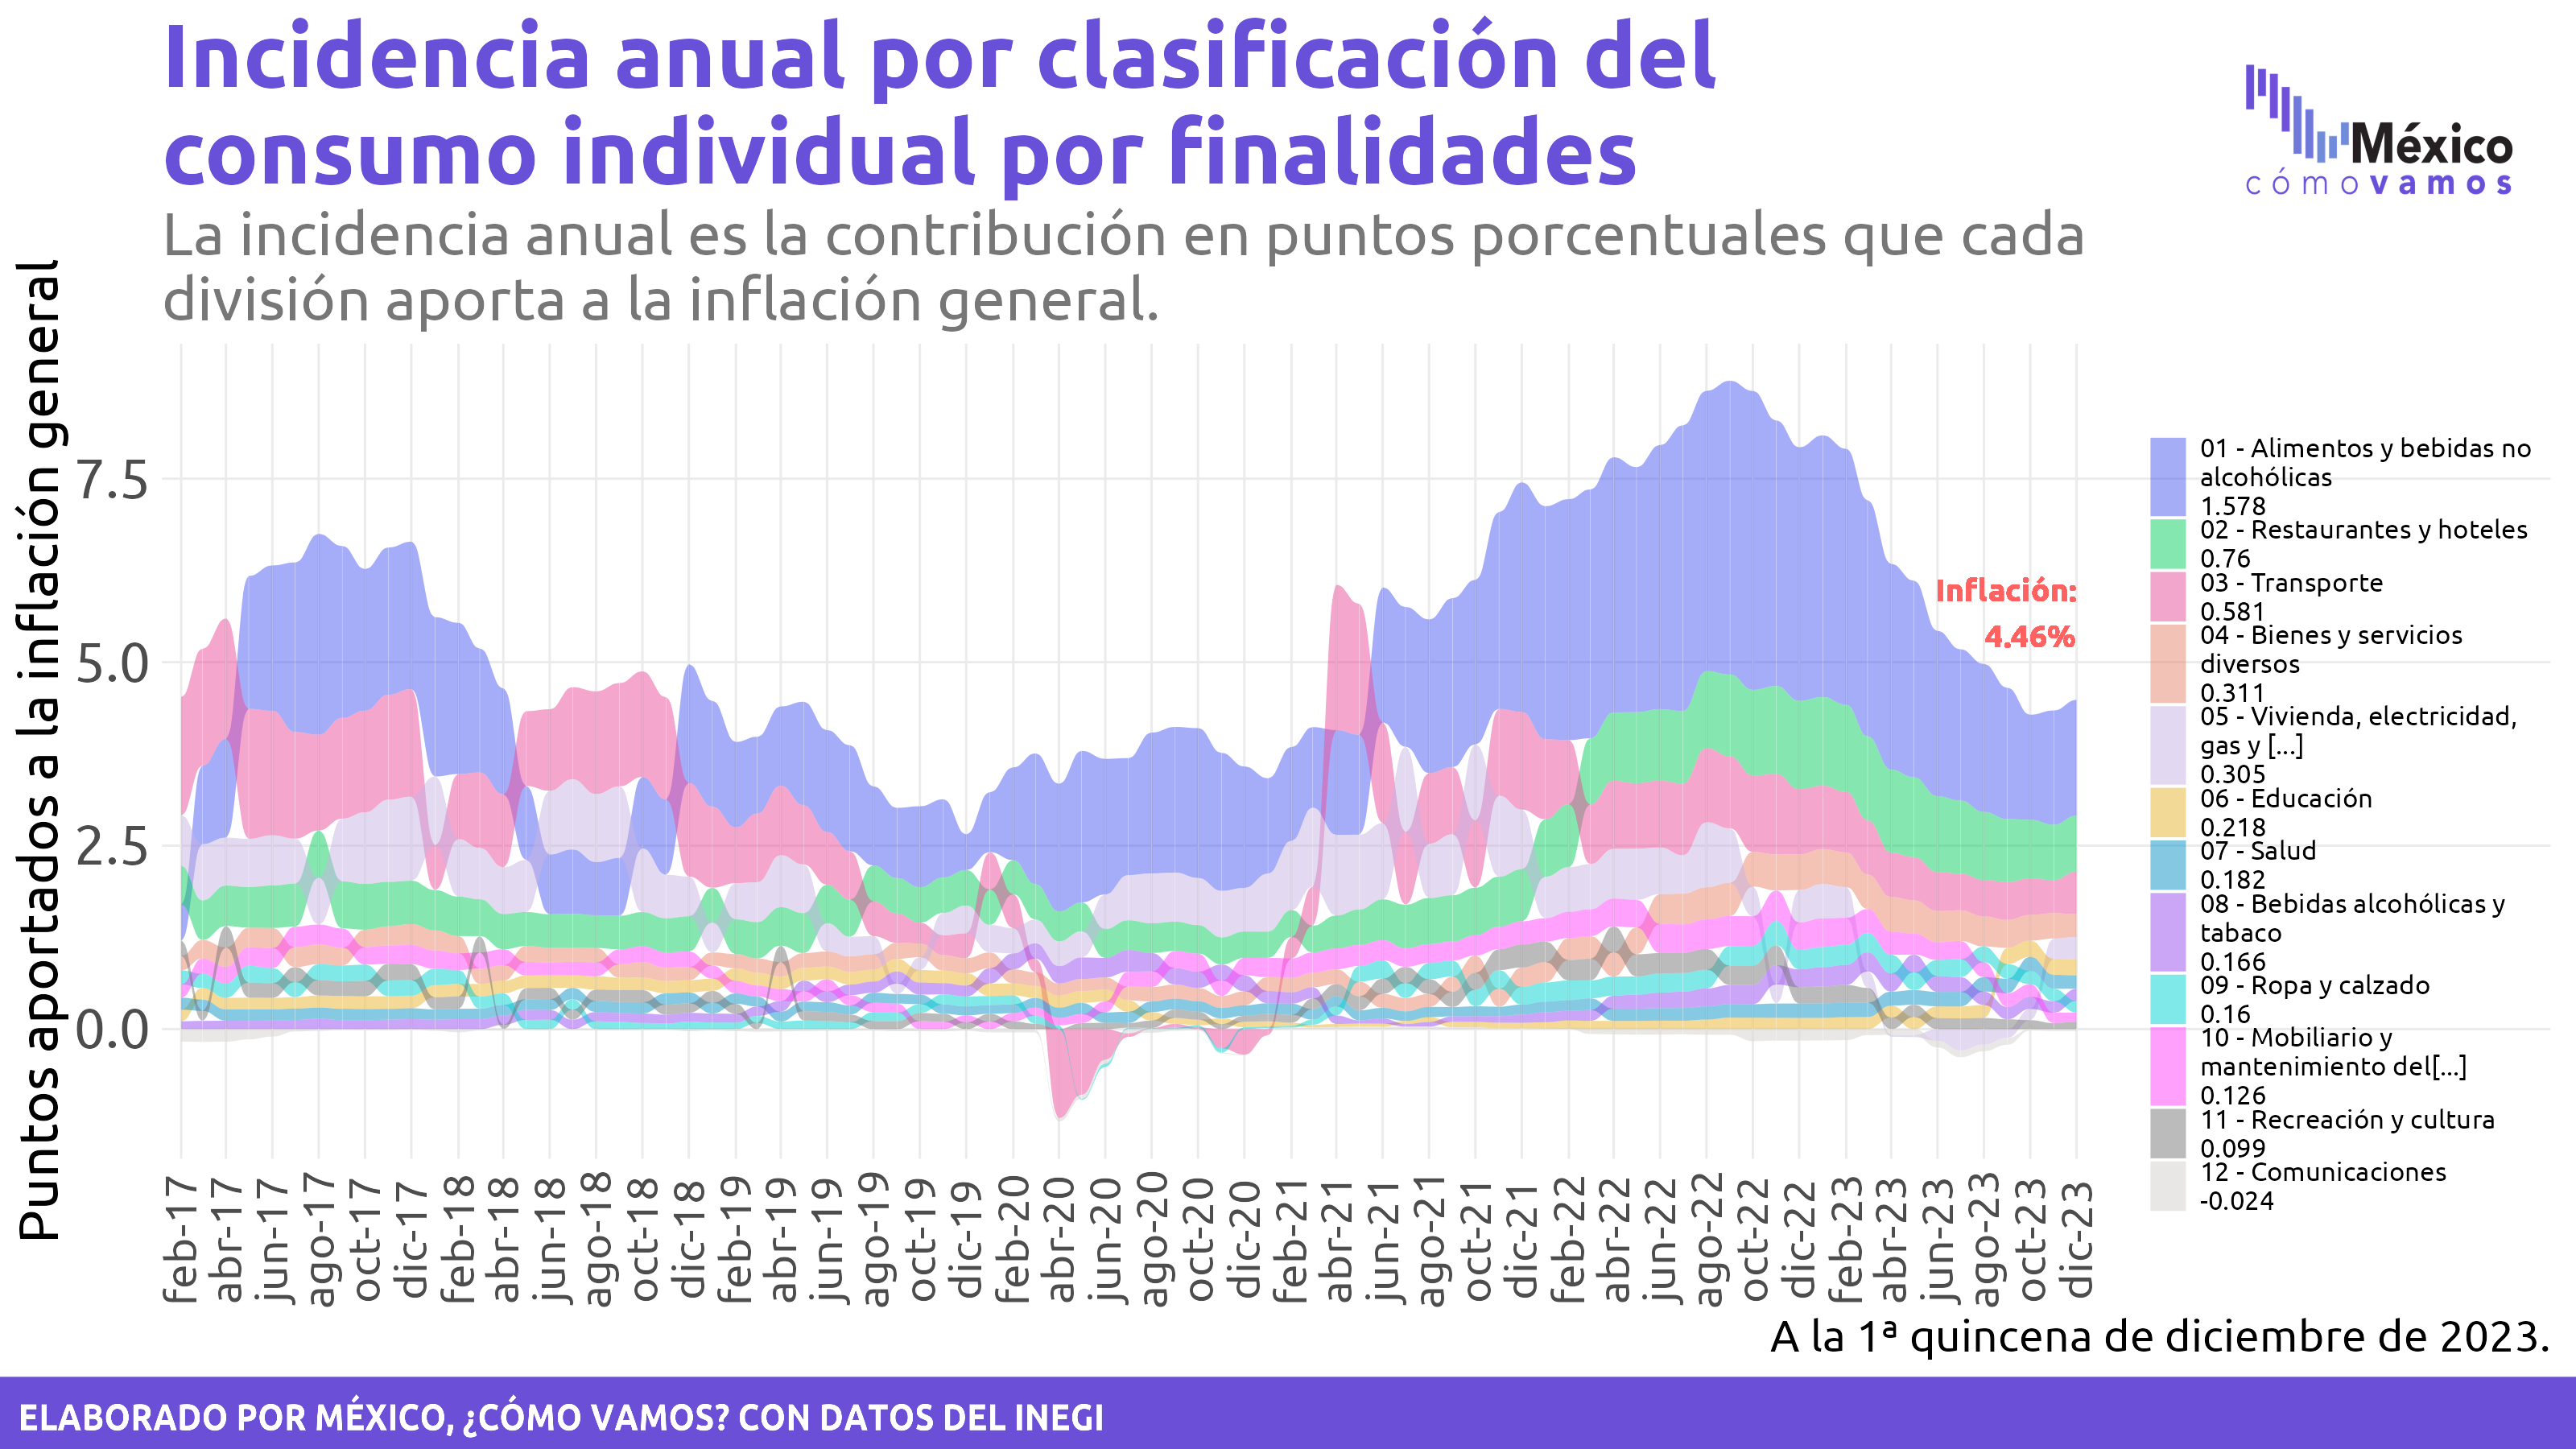 Incidencia anual por clasificación del
consumo individual por finalidades
La incidencia anual es la contribución en puntos porcentuales que cada
división aporta a la inflación general.
México
cómo vamos
Puntos aportados a la inflación general
7.5
5.0
2.5
0.0
Inflación:
4.46%
01 - Alimentos y bebidas no
alcohólicas
1.578
02 - Restaurantes y hoteles
0.76
03 - Transporte
0.581
04 - Bienes y servicios
diversos
0.311
05 - Vivienda, electricidad,
gas y [...]
0.305
06 - Educación
0.218
07 - Salud
0.182
08 - Bebidas alcohólicas y
tabaco
0.166
09 - Ropa y calzado
0.16
10 - Mobiliario y
mantenimiento del[...]
0.126
11 - Recreación y cultura
0.099
12 - Comunicaciones
-0.024
feb-17
abr-17
jun-17
ago-17
oct-17
dic-17
feb-18
abr-18
jun-18
ago-18
oct-18
dic-18
feb-19
abr-19
jun-19
ago-19
oct-19
dic-19
feb-20
abr-20
jun-20
ago-20
oct-20
dic-20
feb-21
abr-21
jun-21
ago-21
oct-21
dic-21
feb-22
abr-22
jun-22
ago-22
oct-22
dic-22
feb-23
abr-23
jun-23
ago-23
oct-23
dic-23
A la 1ª quincena de diciembre de 2023.
ELABORADO POR MÉXICO, ¿CÓMO VAMOS? CON DATOS DEL INEGI